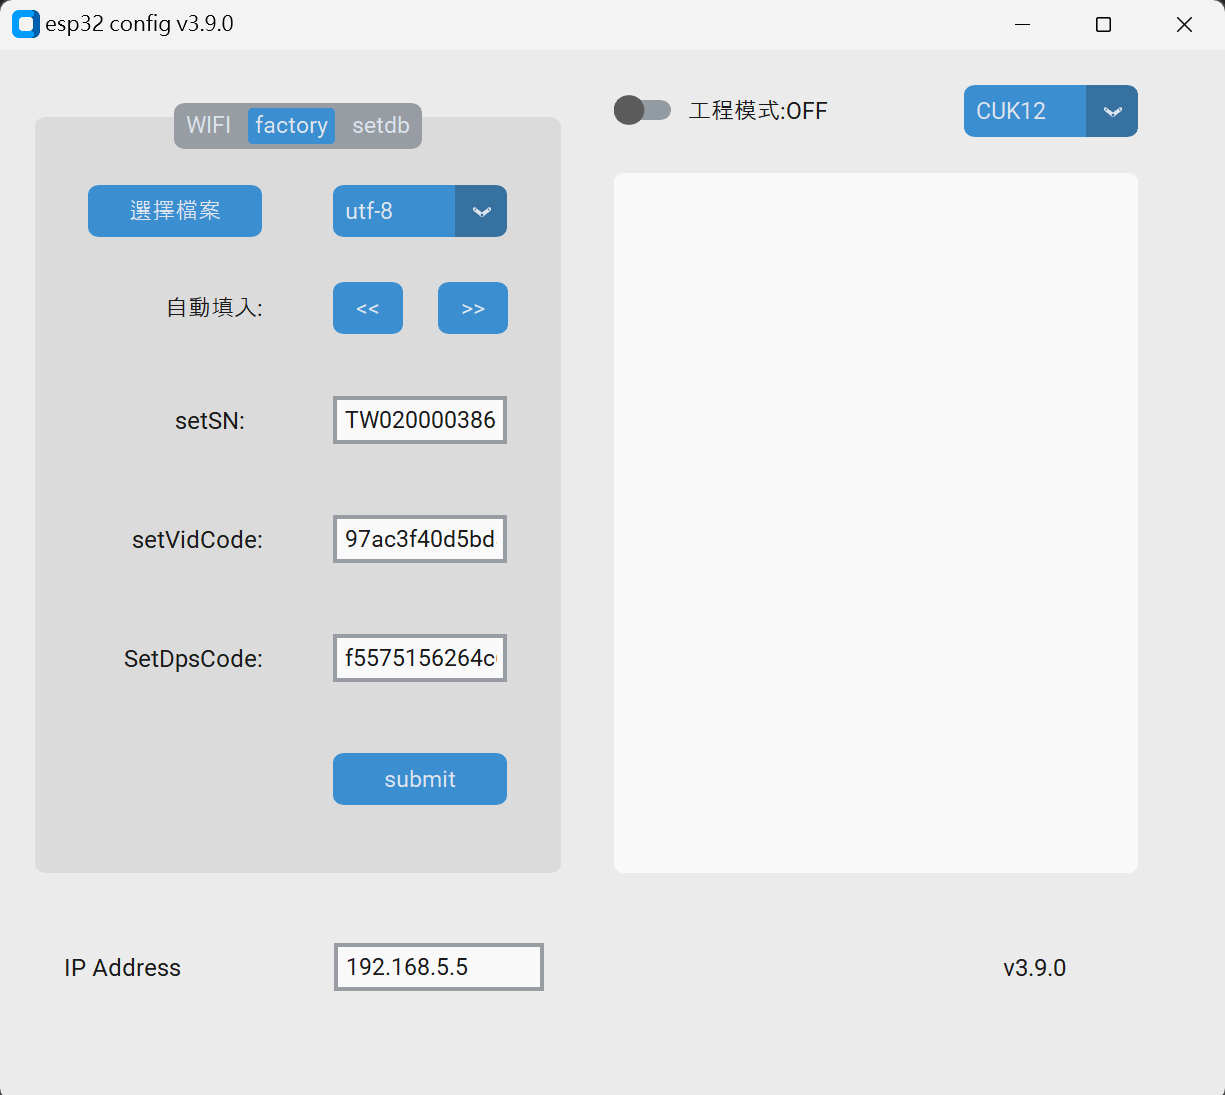 esp32 config v3.9.0
WIFI factory setdb
工程模式:OFF
CUK12
選擇檔案
utf-8
自動填入:
<<
>>
setSN:
TW020000386
setVidCode:
97ac3f40d5bd
SetDpsCode:
f5575156264c
submit
IP Address
192.168.5.5
v3.9.0